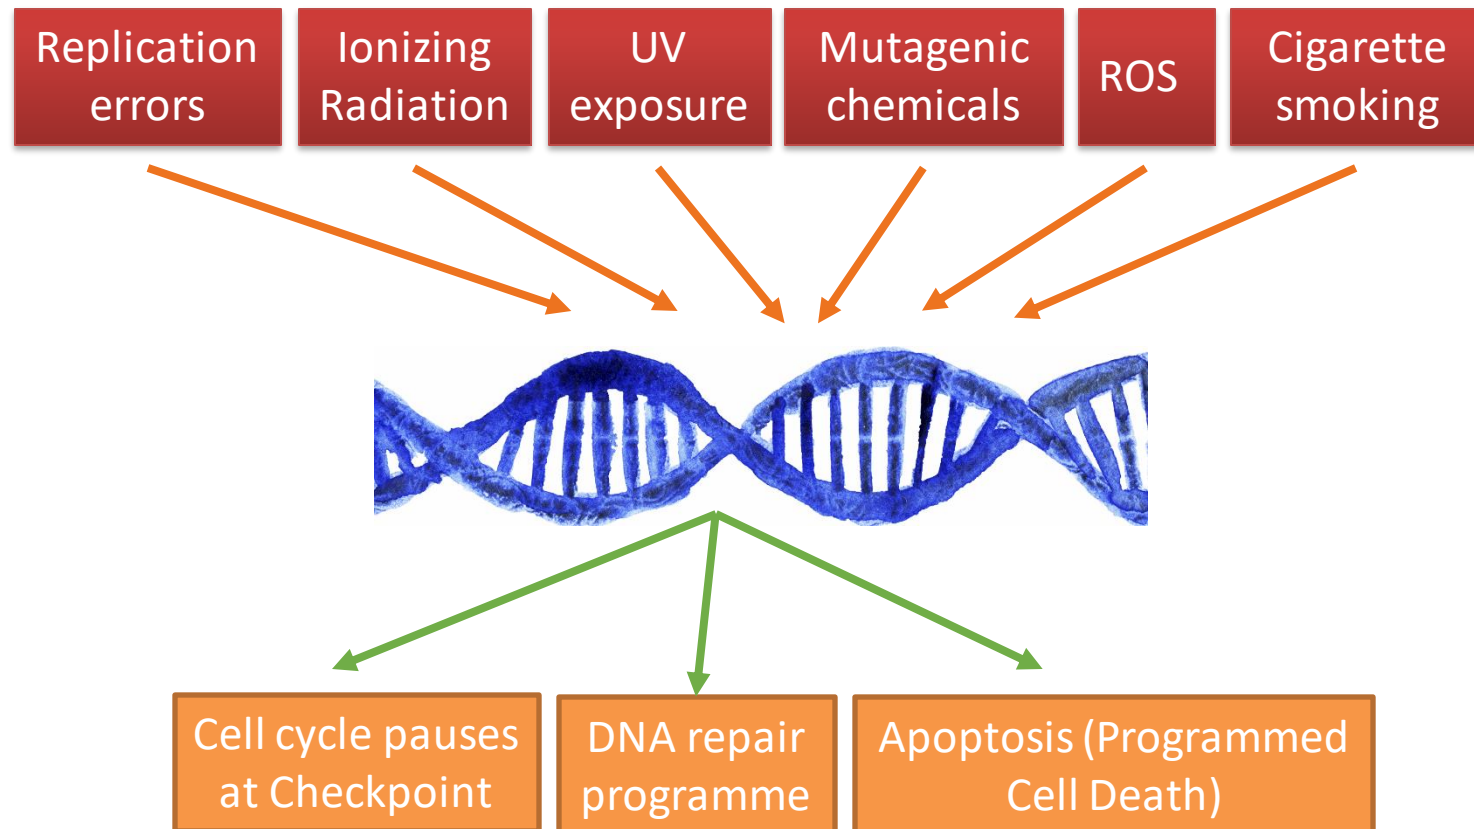 Replication
errors
Ionizing
Radiation
UV
exposure
Mutagenic
chemicals
ROS
Cigarette
smoking
Cell cycle pauses
at Checkpoint
DNA repair
programme
Apoptosis (Programmed
Cell Death)